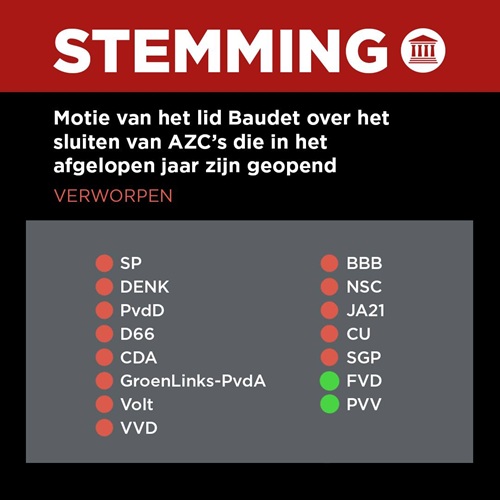 STEMMING
Motie van het lid Baudet over het
sluiten van AZC's die in het
afgelopen jaar zijn geopend
VERWORPEN
SP
DENK
PvdD
D66
CDA
GroenLinks-PvdA
Volt
VVD
BBB
NSC
JA21
CU
SGP
FVD
PVV